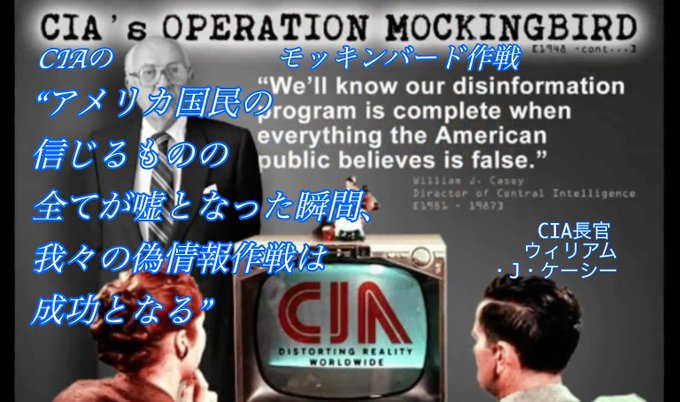 CIA's OPERATION MOCKINGBIRD
[1948 -cont...]
CIAの モッキンバード作戦
“We’ll know our disinformation
program is complete when
everything the American
public believes is false.”
William J. Casey
Director of Central Intelligence
[1981 - 1987]
“アメリカ国民の
信じるものの
全てが嘘となった瞬間、
我々の偽情報作戦は
成功となる”
CIA長官
ウィリアム
・J・ケーシー
CIA
DISTORTING REALITY
WORLDWIDE